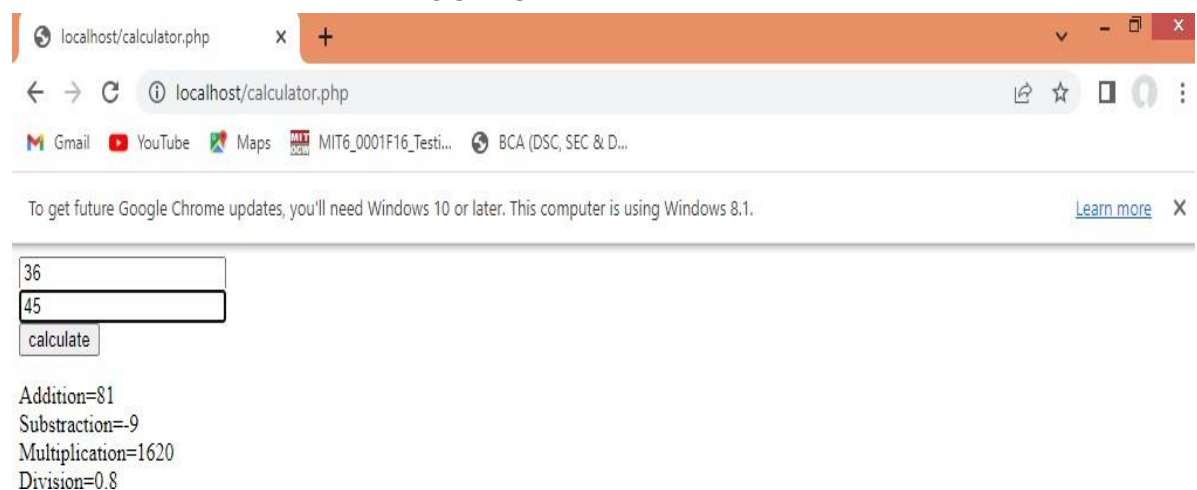 localhost/calculator.php
localhost/calculator.php
Gmail YouTube Maps MIT OCW MIT6_0001F16_Testi... BCA (DSC, SEC & D...
To get future Google Chrome updates, you'll need Windows 10 or later. This computer is using Windows 8.1. Learn more
36
45
calculate
Addition=81
Substraction=-9
Multiplication=1620
Division=0.8